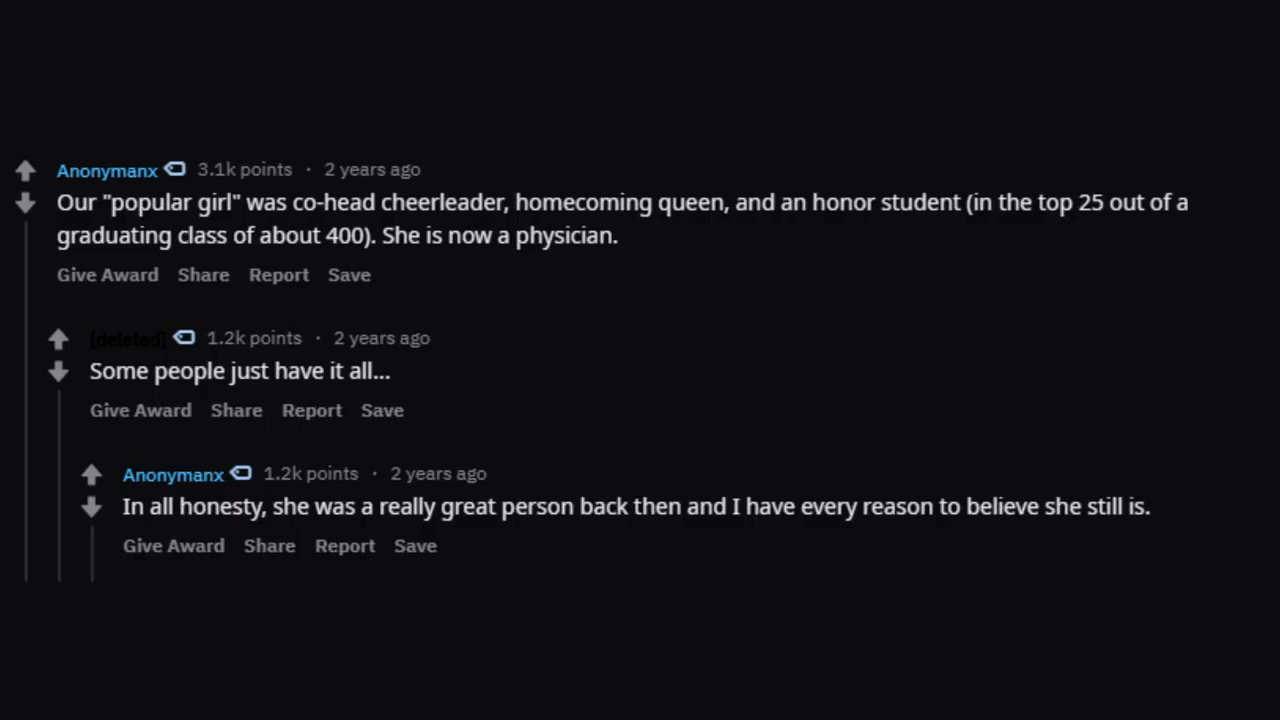 Anonymanx 3.1k points · 2 years ago
Our "popular girl" was co-head cheerleader, homecoming queen, and an honor student (in the top 25 out of a
graduating class of about 400). She is now a physician.
Give Award Share Report Save
[deleted] 1.2k points · 2 years ago
Some people just have it all...
Give Award Share Report Save
Anonymanx 1.2k points · 2 years ago
In all honesty, she was a really great person back then and I have every reason to believe she still is.
Give Award Share Report Save